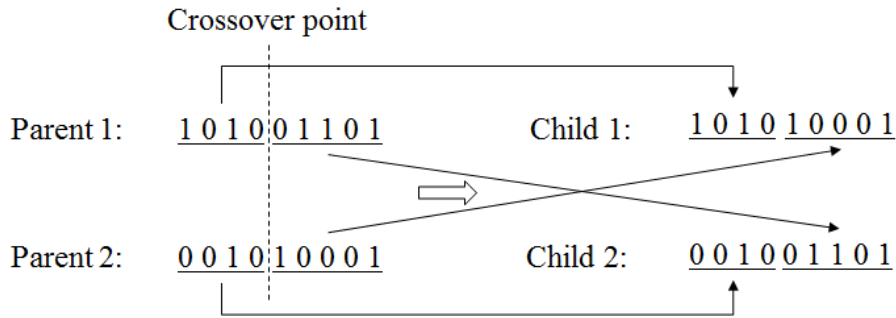 Crossover point
Parent 1: 1 0 1 0 0 1 1 0 1 Child 1: 1 0 1 0 1 0 0 0 1
Parent 2: 0 0 1 0 1 0 0 0 1 Child 2: 0 0 1 0 0 1 1 0 1